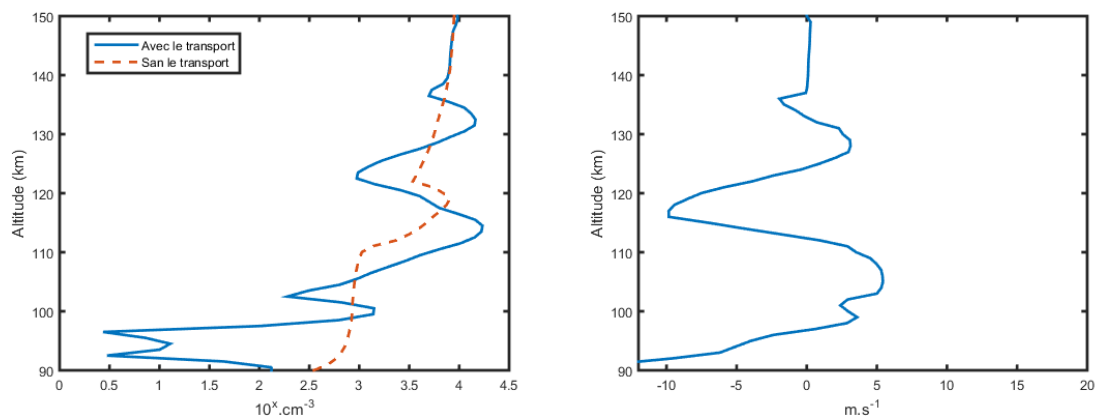 150
140
130
120
110
100
90
Altitude (km)
Avec le transport
San le transport
0 0.5 1 1.5 2 2.5 3 3.5 4 4.5
10^x.cm^-3
150
140
130
120
110
100
90
Altitude (km)
-10 -5 0 5 10 15 20
m.s^-1